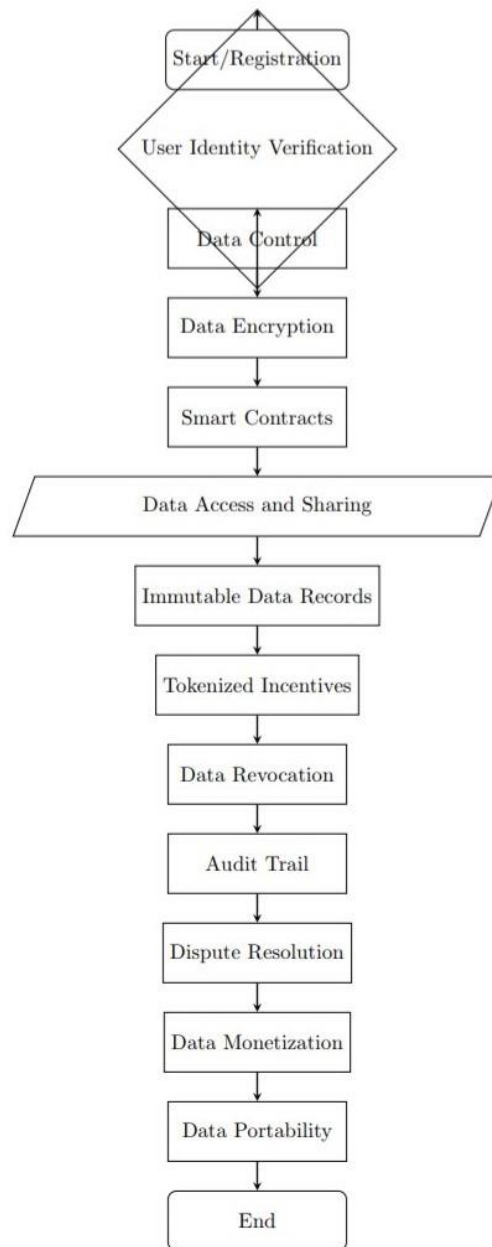 Start/Registration
User Identity Verification
Data Control
Data Encryption
Smart Contracts
Data Access and Sharing
Immutable Data Records
Tokenized Incentives
Data Revocation
Audit Trail
Dispute Resolution
Data Monetization
Data Portability
End